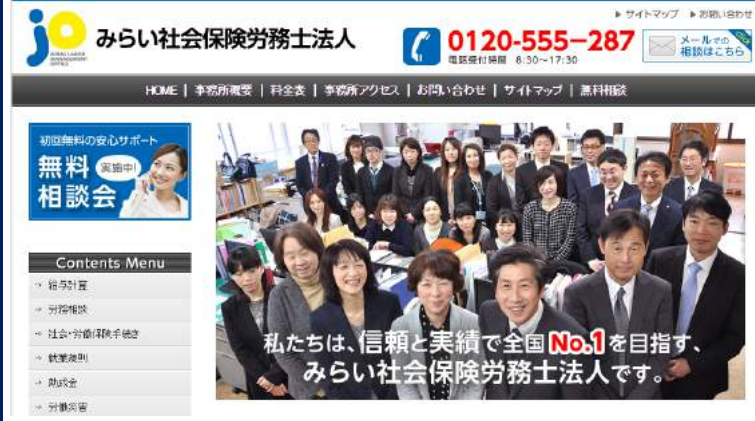 ▶ サイトマップ ▶ お問い合わせ
jo
みらい社会保険労務士法人
0120-555-287
電話受付時間 8:30～17:30
メールでの
相談はこちら
HOME | 事務所概要 | 料金表 | 事務所アクセス | お問い合わせ | サイトマップ | 無料相談
初回無料の安心サポート
無料 実施中!
相談会
Contents Menu
給与計算
労務相談
社会・労働保険手続き
就業規則
助成金
労働災害
私たちは、信頼と実績で全国No.1を目指す、
みらい社会保険労務士法人です。